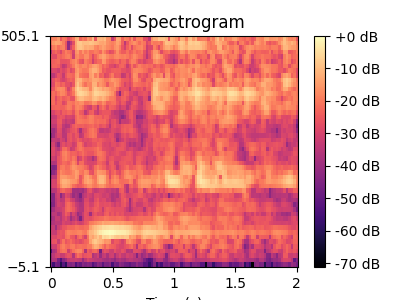 Mel Spectrogram
505.1
-5.1
0
0.5
1
1.5
2
+0 dB
-10 dB
-20 dB
-30 dB
-40 dB
-50 dB
-60 dB
-70 dB